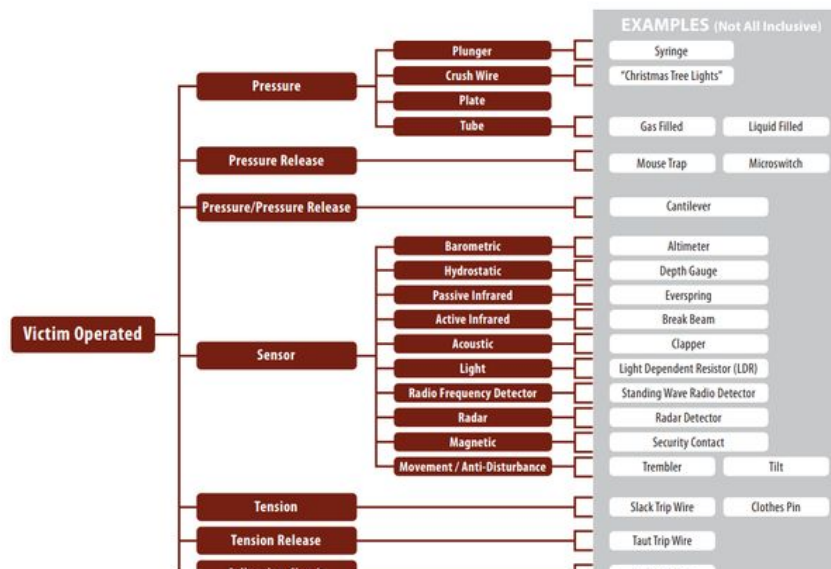 EXAMPLES (Not All Inclusive)
Plunger
Syringe
Crush Wire
"Christmas Tree Lights"
Pressure
Plate
Tube
Gas Filled
Liquid Filled
Pressure Release
Mouse Trap
Microswitch
Pressure/Pressure Release
Cantilever
Barometric
Altimeter
Hydrostatic
Depth Gauge
Passive Infrared
Everspring
Active Infrared
Break Beam
Victim Operated
Acoustic
Clapper
Sensor
Light
Light Dependent Resistor (LDR)
Radio Frequency Detector
Standing Wave Radio Detector
Radar
Radar Detector
Magnetic
Security Contact
Movement / Anti-Disturbance
Trembler
Tilt
Tension
Slack Trip Wire
Clothes Pin
Tension Release
Taut Trip Wire